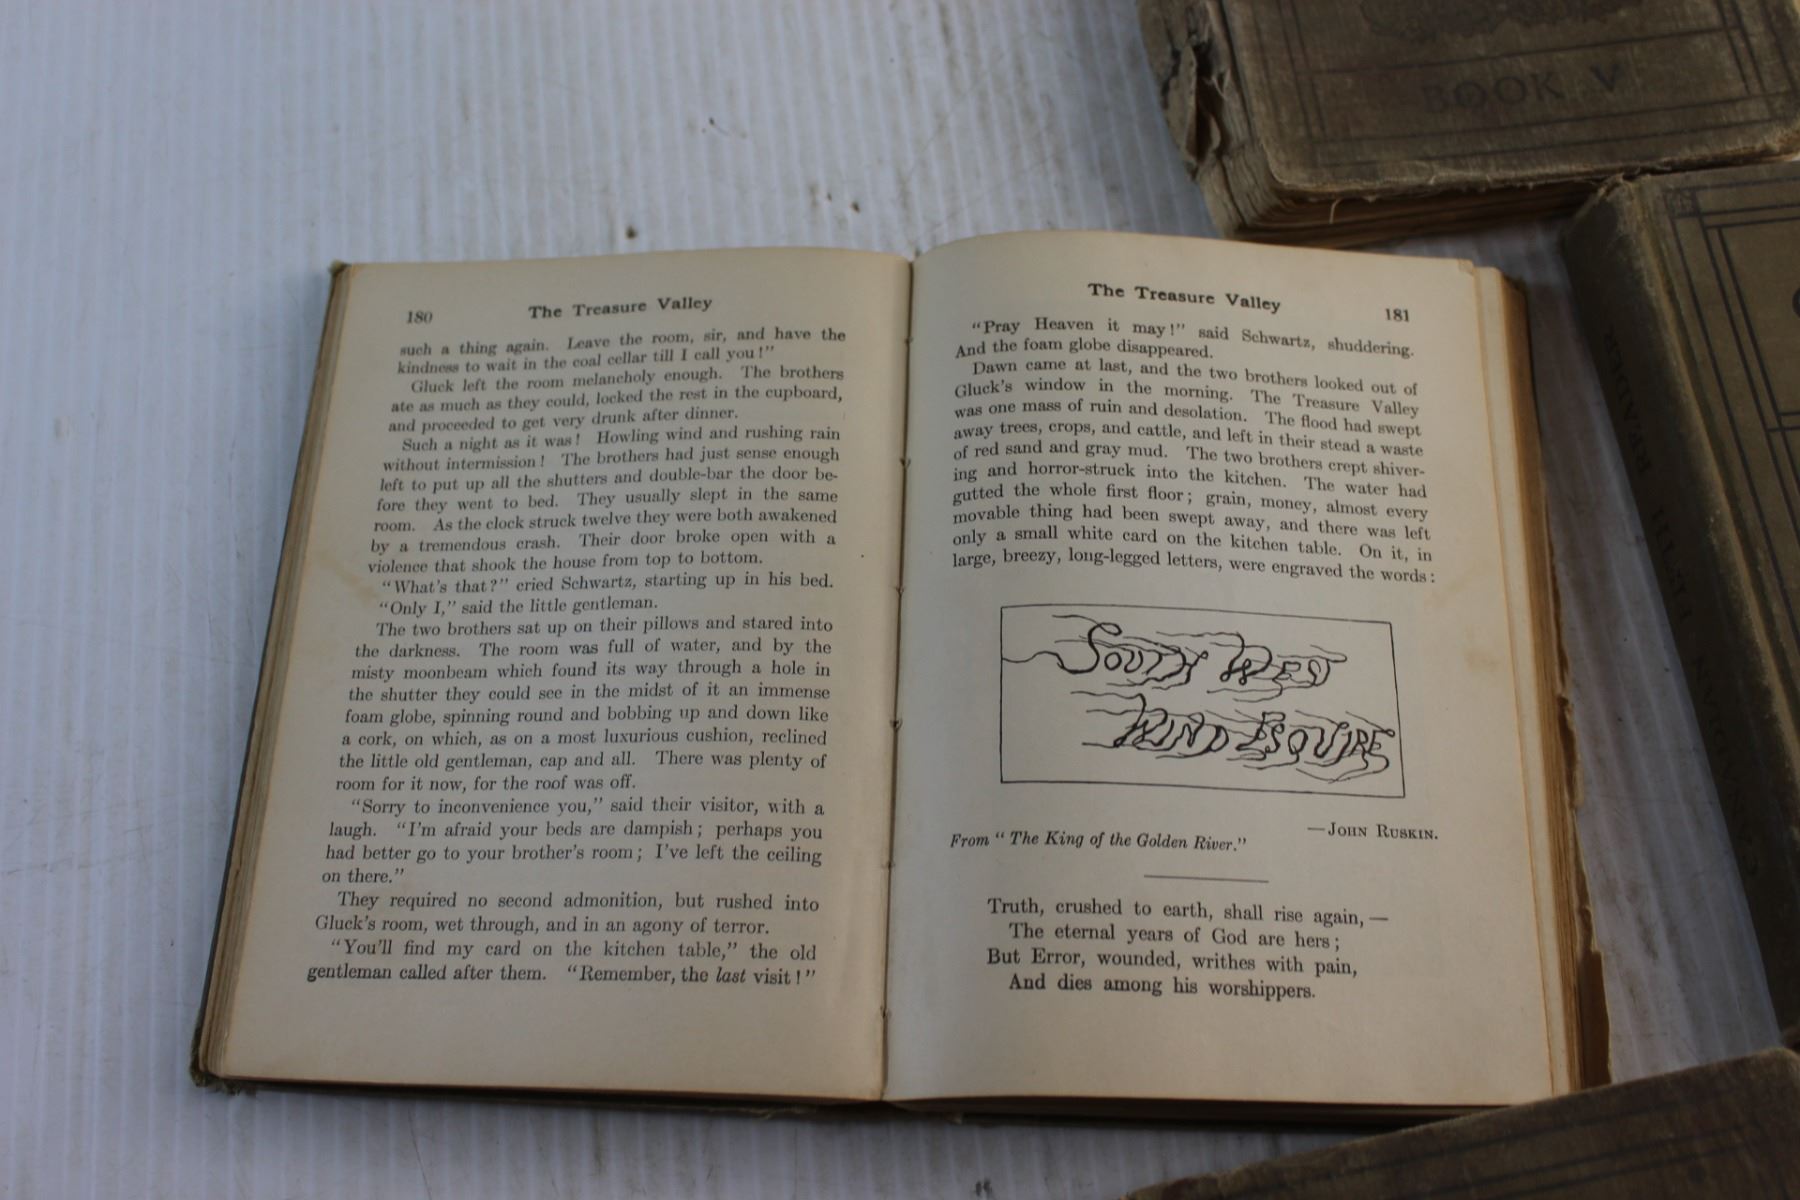 180
The Treasure Valley
such a thing again. Leave the room, sir, and have the
kindness to wait in the coal cellar till I call you!"
Gluck left the room melancholy enough. The brothers
ate as much as they could, locked the rest in the cupboard,
and proceeded to get very drunk after dinner.
Such a night as it was! Howling wind and rushing rain
without intermission! The brothers had just sense enough
left to put up all the shutters and double-bar the door be-
fore they went to bed. They usually slept in the same
room. As the clock struck twelve they were both awakened
by a tremendous crash. Their door broke open with a
violence that shook the house from top to bottom.
"What's that?" cried Schwartz, starting up in his bed.
"Only I," said the little gentleman.
The two brothers sat up on their pillows and stared into
the darkness. The room was full of water, and by the
misty moonbeam which found its way through a hole in
the shutter they could see in the midst of it an immense
foam globe, spinning round and bobbing up and down like
a cork, on which, as on a most luxurious cushion, reclined
the little old gentleman, cap and all. There was plenty of
room for it now, for the roof was off.
"Sorry to inconvenience you," said their visitor, with a
laugh. "I'm afraid your beds are dampish; perhaps you
had better go to your brother's room; I've left the ceiling
on there."
They required no second admonition, but rushed into
Gluck's room, wet through, and in an agony of terror.
"You'll find my card on the kitchen table," the old
gentleman called after them. "Remember, the last visit!"
The Treasure Valley
181
"Pray Heaven it may!" said Schwartz, shuddering.
And the foam globe disappeared.
Dawn came at last, and the two brothers looked out of
Gluck's window in the morning. The Treasure Valley
was one mass of ruin and desolation. The flood had swept
away trees, crops, and cattle, and left in their stead a waste
of red sand and gray mud. The two brothers crept shiver-
ing and horror-struck into the kitchen. The water had
gutted the whole first floor; grain, money, almost every
movable thing had been swept away, and there was left
only a small white card on the kitchen table. On it, in
large, breezy, long-legged letters, were engraved the words:
SOUTH WEST
WIND ESQUIRE
—JOHN RUSKIN.
From "The King of the Golden River."
Truth, crushed to earth, shall rise again,—
The eternal years of God are hers;
But Error, wounded, writhes with pain,
And dies among his worshippers.
BOOK V
CANADIAN FIFTH READER